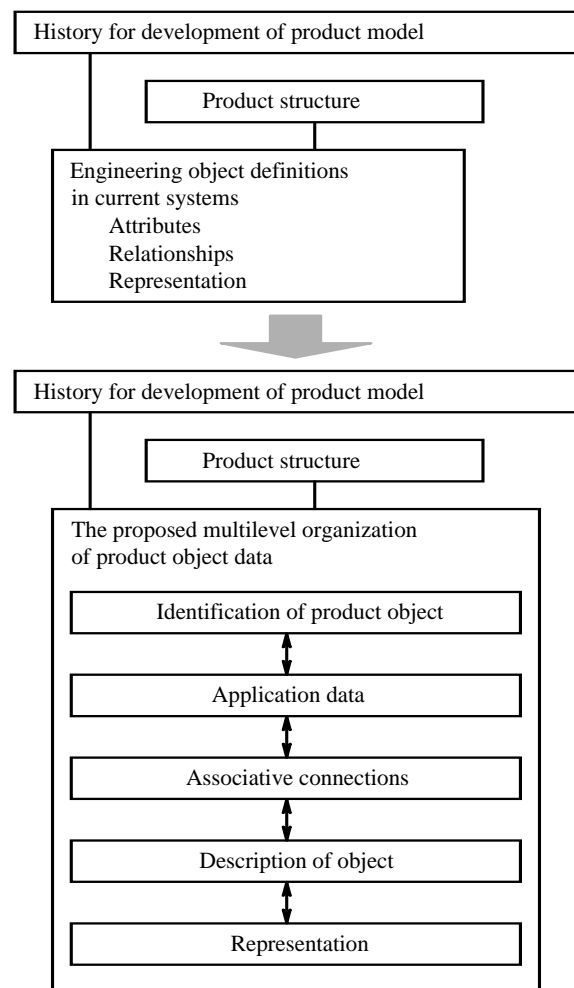 History for development of product model
Product structure
Engineering object definitions
in current systems
Attributes
Relationships
Representation
History for development of product model
Product structure
The proposed multilevel organization
of product object data
Identification of product object
Application data
Associative connections
Description of object
Representation